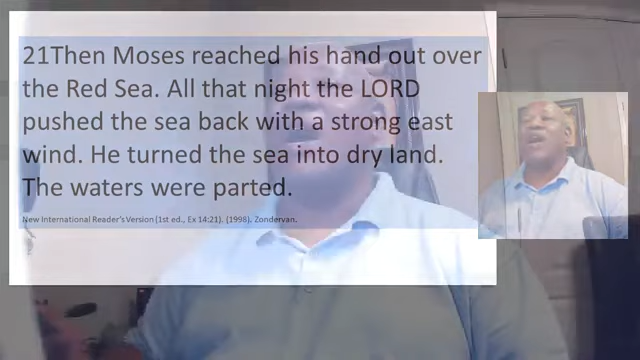 21Then Moses reached his hand out over
the Red Sea. All that night the LORD
pushed the sea back with a strong east
wind. He turned the sea into dry land.
The waters were parted.
New International Reader's Version (1st ed., Ex 14:21). (1998). Zondervan.